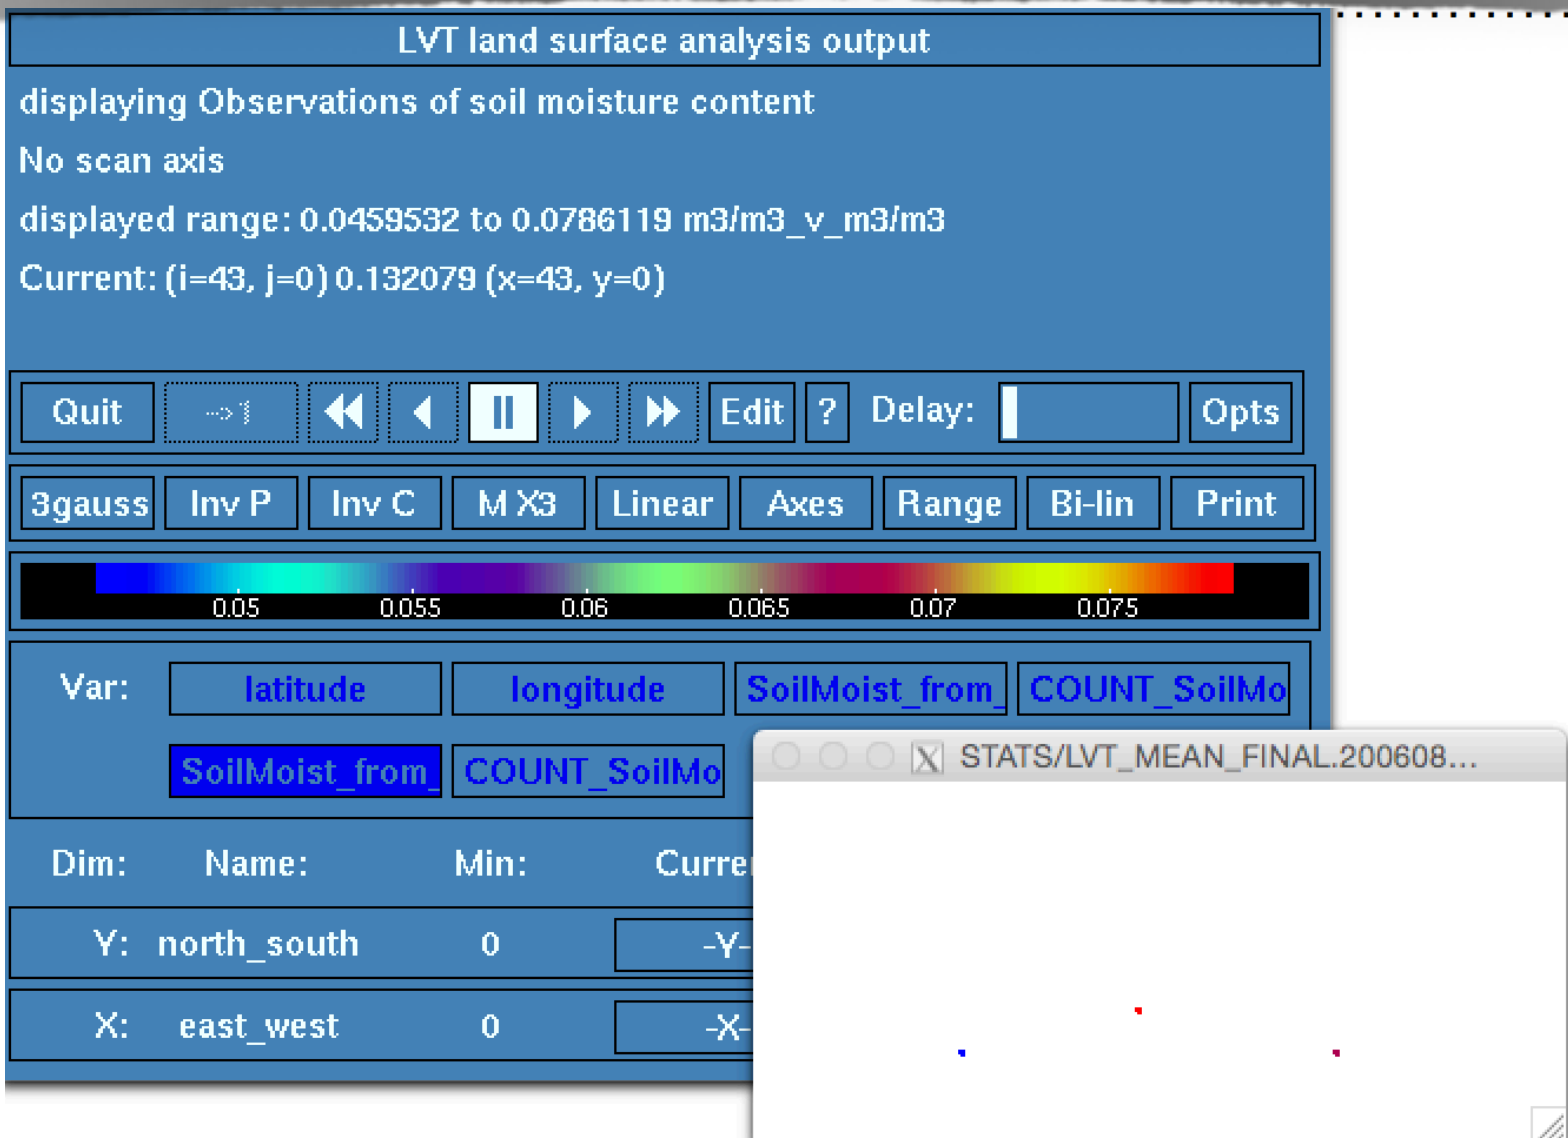 LVT land surface analysis output
displaying Observations of soil moisture content
No scan axis
displayed range: 0.0459532 to 0.0786119 m3/m3_v_m3/m3
Current: (i=43, j=0) 0.132079 (x=43, y=0)
Quit ->1 Edit ? Delay: Opts
3gauss Inv P Inv C M X3 Linear Axes Range Bi-lin Print
0.05 0.055 0.06 0.065 0.07 0.075
Var: latitude longitude SoilMoist_from_ COUNT_SoilMo
SoilMoist_from_ COUNT_SoilMo
X STATS/LVT_MEAN_FINAL.200608...
Dim: Name: Min: Curre
Y: north_south 0 -Y-
X: east_west 0 -X-